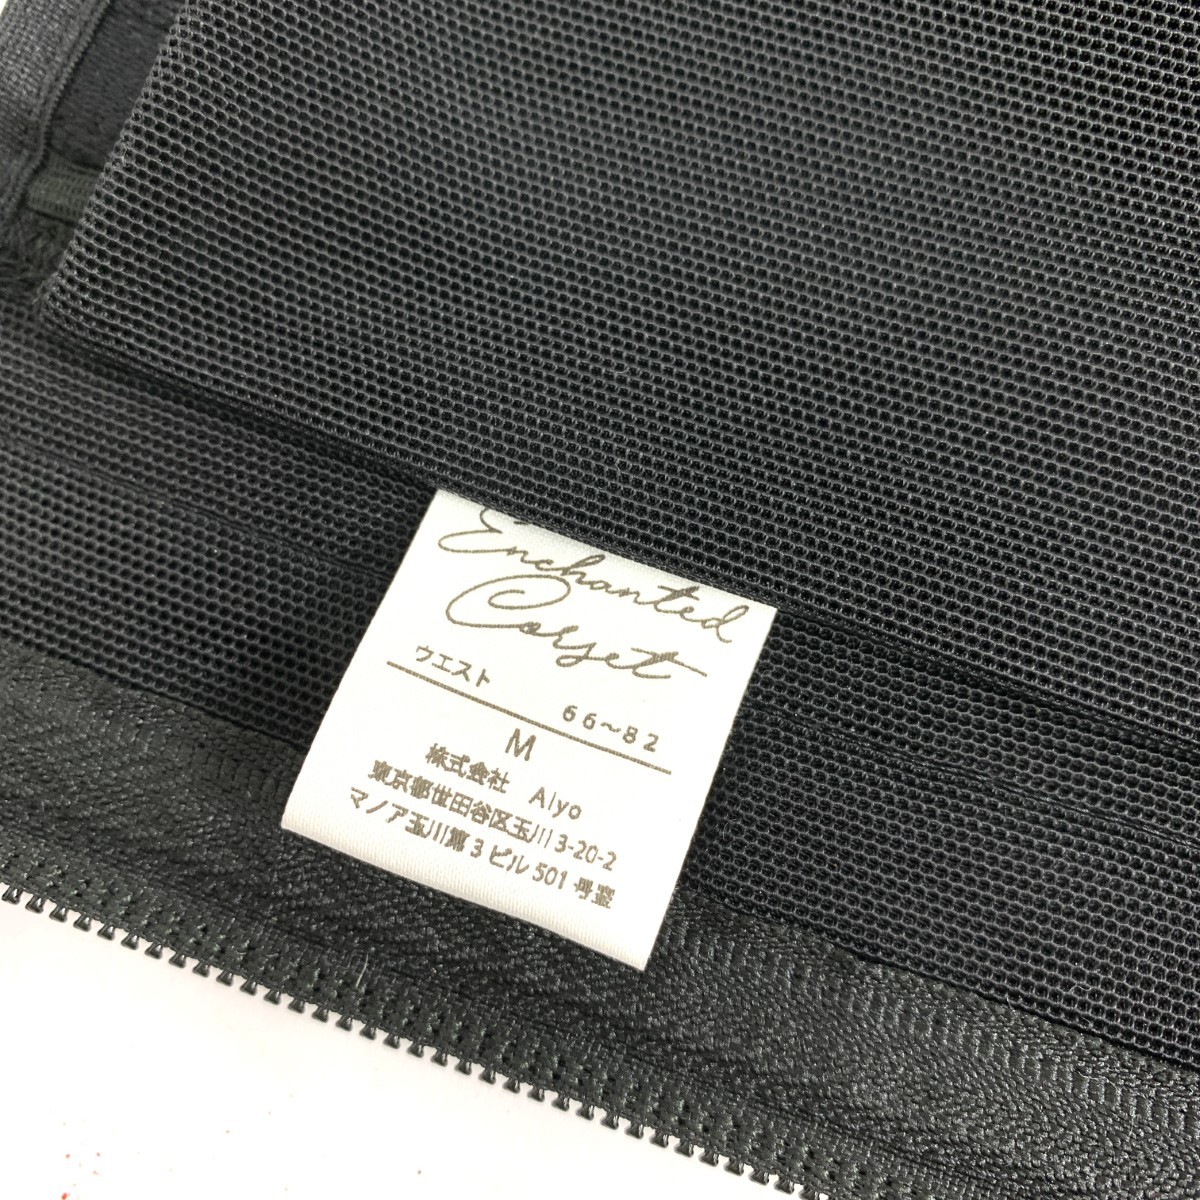 Enchanted
Corset
ウエスト
66~82
M
株式会社 Alyo
東京都世田谷区玉川3-20-2
マノア玉川第3ビル501号室